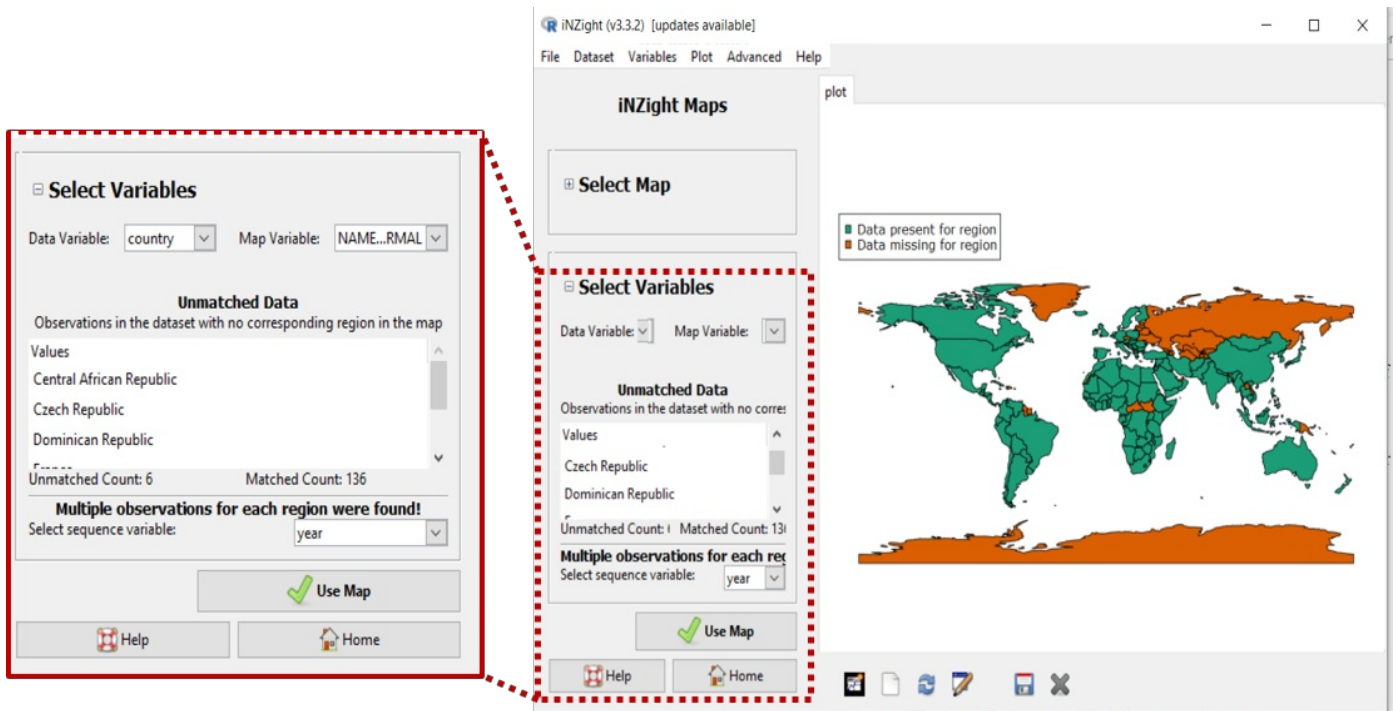 iNZight (v3.3.2) [updates available]
File Dataset Variables Plot Advanced Help
iNZight Maps
plot
Select Map
Data present for region
Data missing for region
Select Variables
Data Variable: country Map Variable: NAME...RMAL
Unmatched Data
Observations in the dataset with no corresponding region in the map
Values
Central African Republic
Czech Republic
Dominican Republic
Unmatched Count: 6 Matched Count: 136
Multiple observations for each region were found!
Select sequence variable: year
Use Map
Help Home
Select Variables
Data Variable: Map Variable:
Unmatched Data
Observations in the dataset with no corres
Values
Czech Republic
Dominican Republic
Unmatched Count: Matched Count: 13
Multiple observations for each reg
Select sequence variable: year
Use Map
Help Home